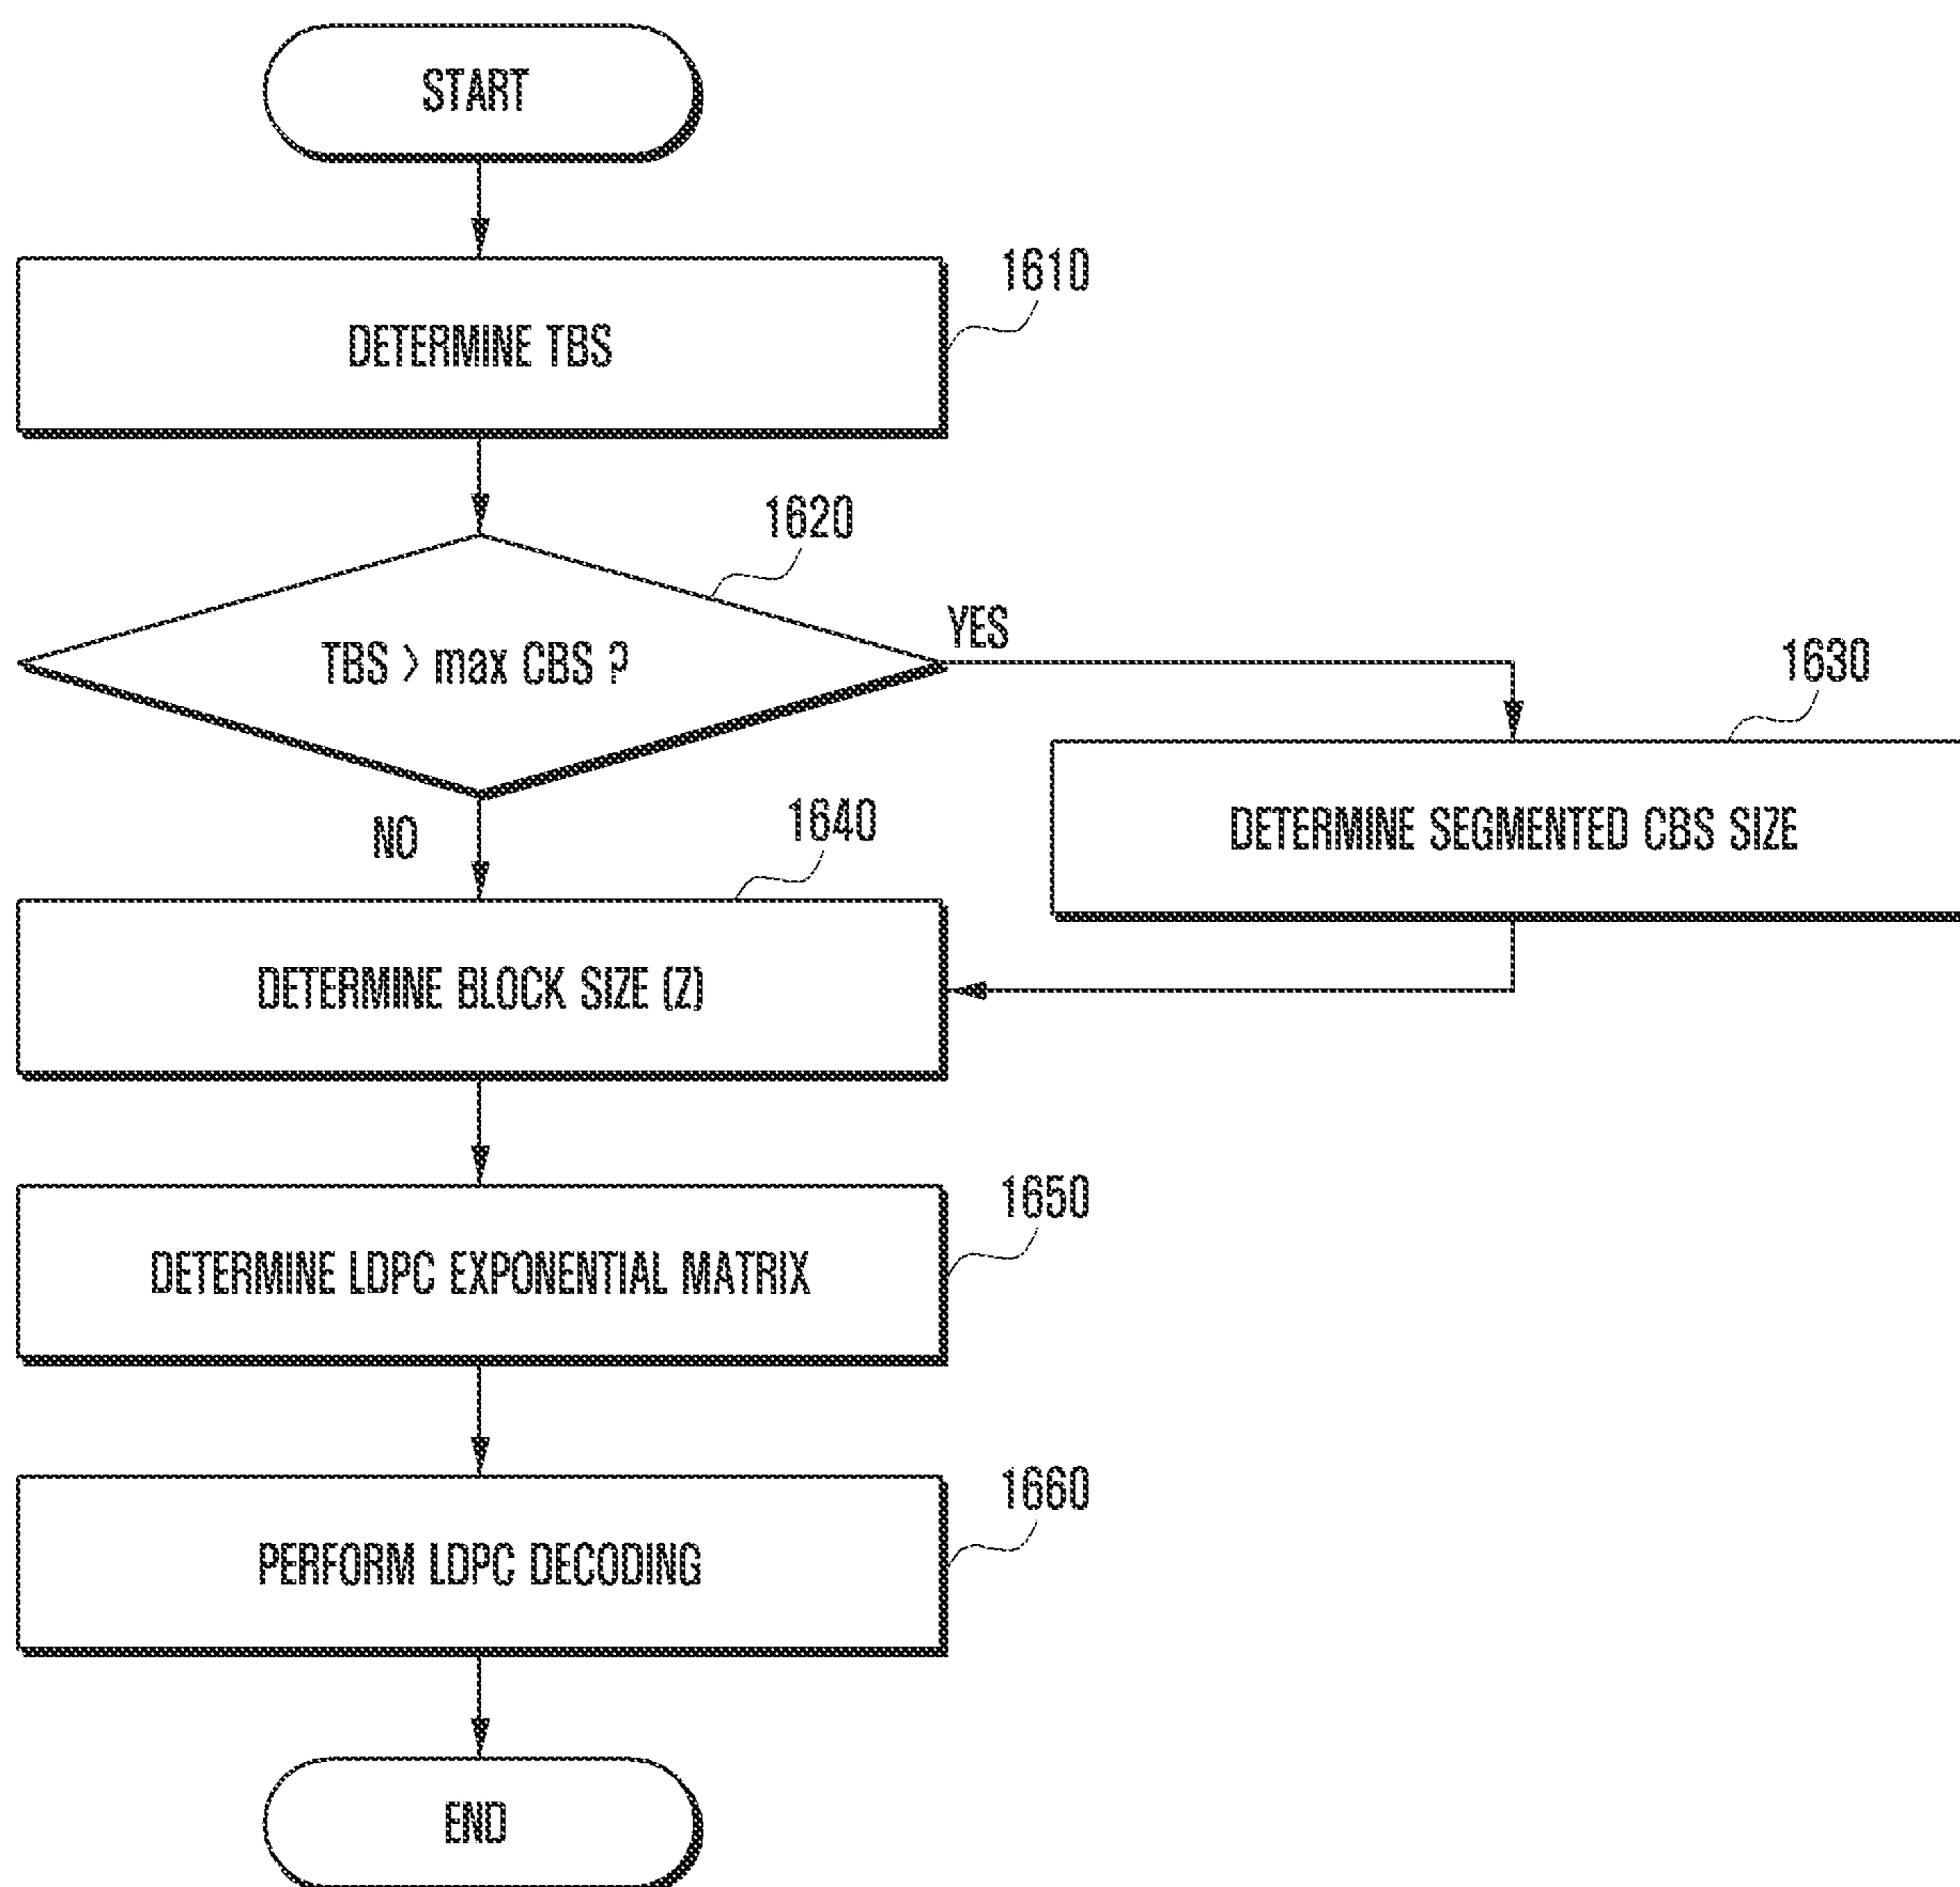 START
1610
DETERMINE TBS
1620
TBS > max CBS ?
YES
1630
DETERMINE SEGMENTED CBS SIZE
NO
1640
DETERMINE BLOCK SIZE (Z)
1650
DETERMINE LDPC EXPONENTIAL MATRIX
1660
PERFORM LDPC DECODING
END